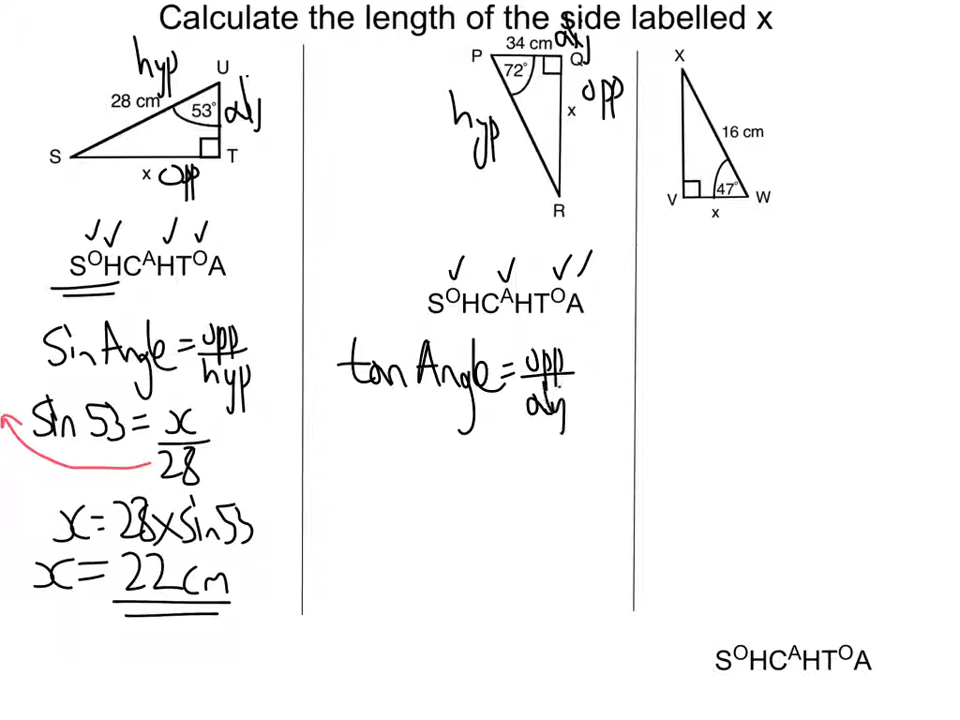 Calculate the length of the side labelled x
hyp
U
28 cm
53°
adj
S
T
x opp
SOHCAHTOA
Sin Angle = opp
hyp
Sin 53 = x
28
x = 28 x Sin 53
x = 22cm
34 cm adj
P
Q
72°
opp
hyp
x
R
SOHCAHTOA
tan Angle = opp
adj
X
16 cm
47°
V
W
x
SOHCAHTOA